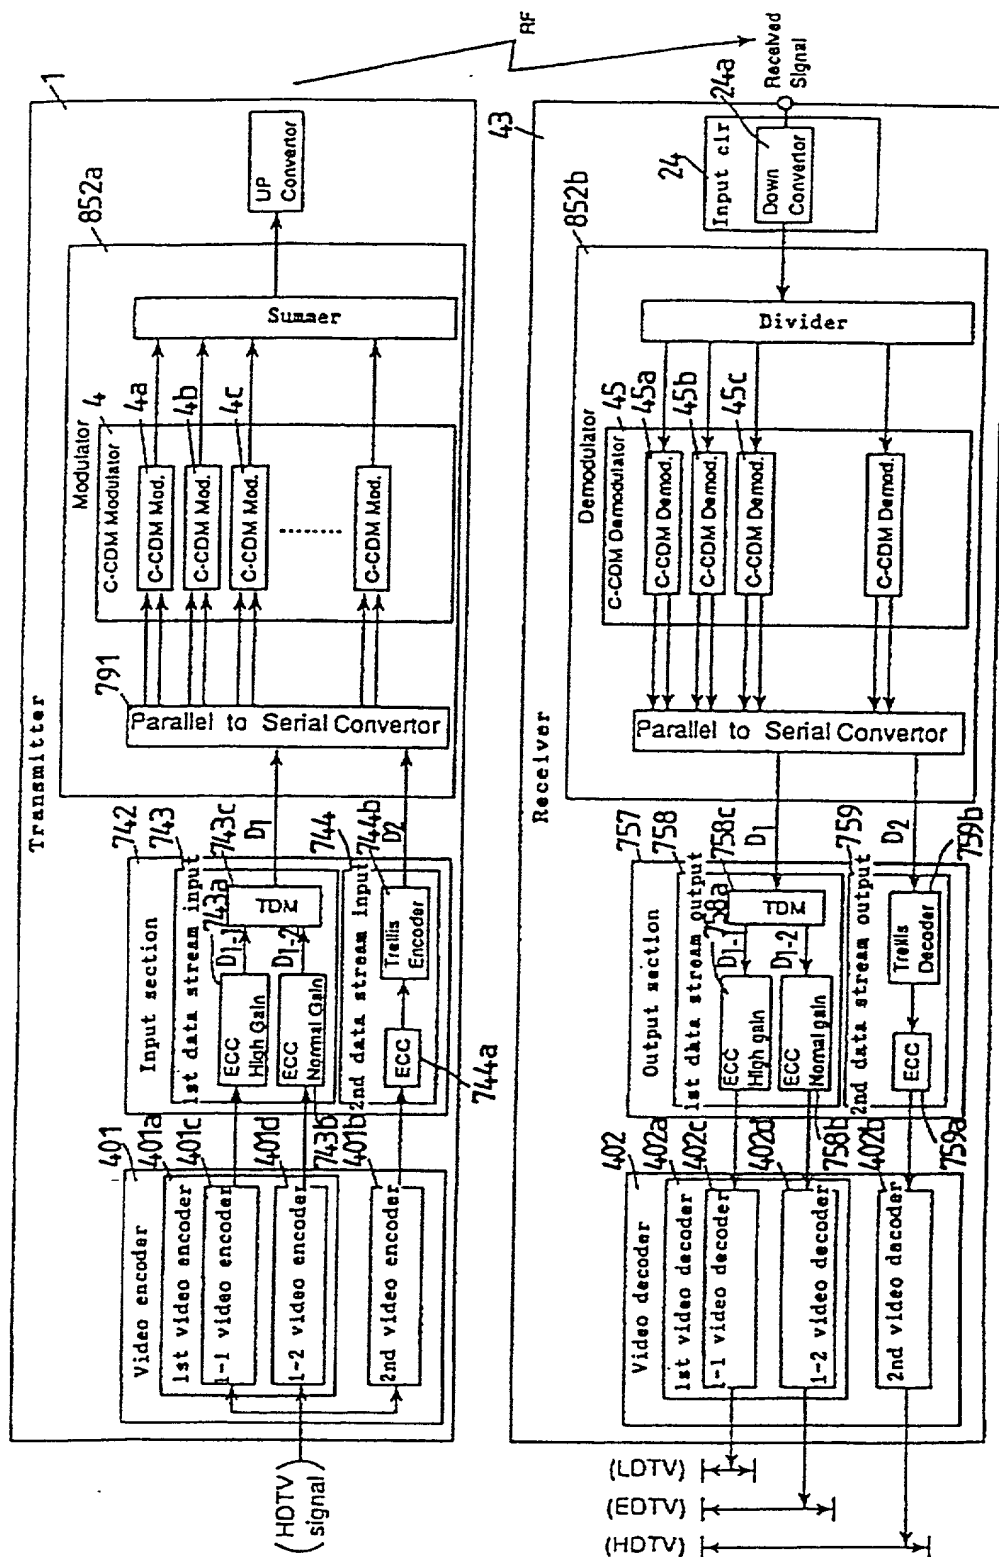 Transmitter
1
Video encoder
401
1st video encoder
401a
1-1 video encoder
401c
1-2 video encoder
401d
2nd video encoder
401b
(HDTV signal)
Input section
742
1st data stream input
743
ECC High Gain
743a
D1-1
ECC Normal Gain
743b
D1-2
TDM
743c
D1
2nd data stream input
744
ECC
744a
Trellis Encoder
744b
D2
791
Parallel to Serial Convertor
Modulator
852a
C-CDM Modulator
4
C-CDM Mod.
4a
C-CDM Mod.
4b
C-CDM Mod.
4c
C-CDM Mod.
Summer
UP Convertor
RF
Receiver
43
Received Signal
Input cir
24
Down Convertor
24a
Demodulator
852b
Divider
C-CDM Demodulator
45
C-CDM Demod.
45a
C-CDM Demod.
45b
C-CDM Demod.
45c
C-CDM Demod.
Parallel to Serial Convertor
D1
D2
Output section
757
1st data stream output
758
TDM
758c
D1-1
ECC High gain
758a
D1-2
ECC Normal gain
758b
2nd data stream output
759
Trellis Decoder
759b
ECC
759a
Video decoder
402
1st video decoder
402a
1-1 video decoder
402c
1-2 video decoder
402d
2nd video dacoder
402b
(LDTV)
(EDTV)
(HDTV)